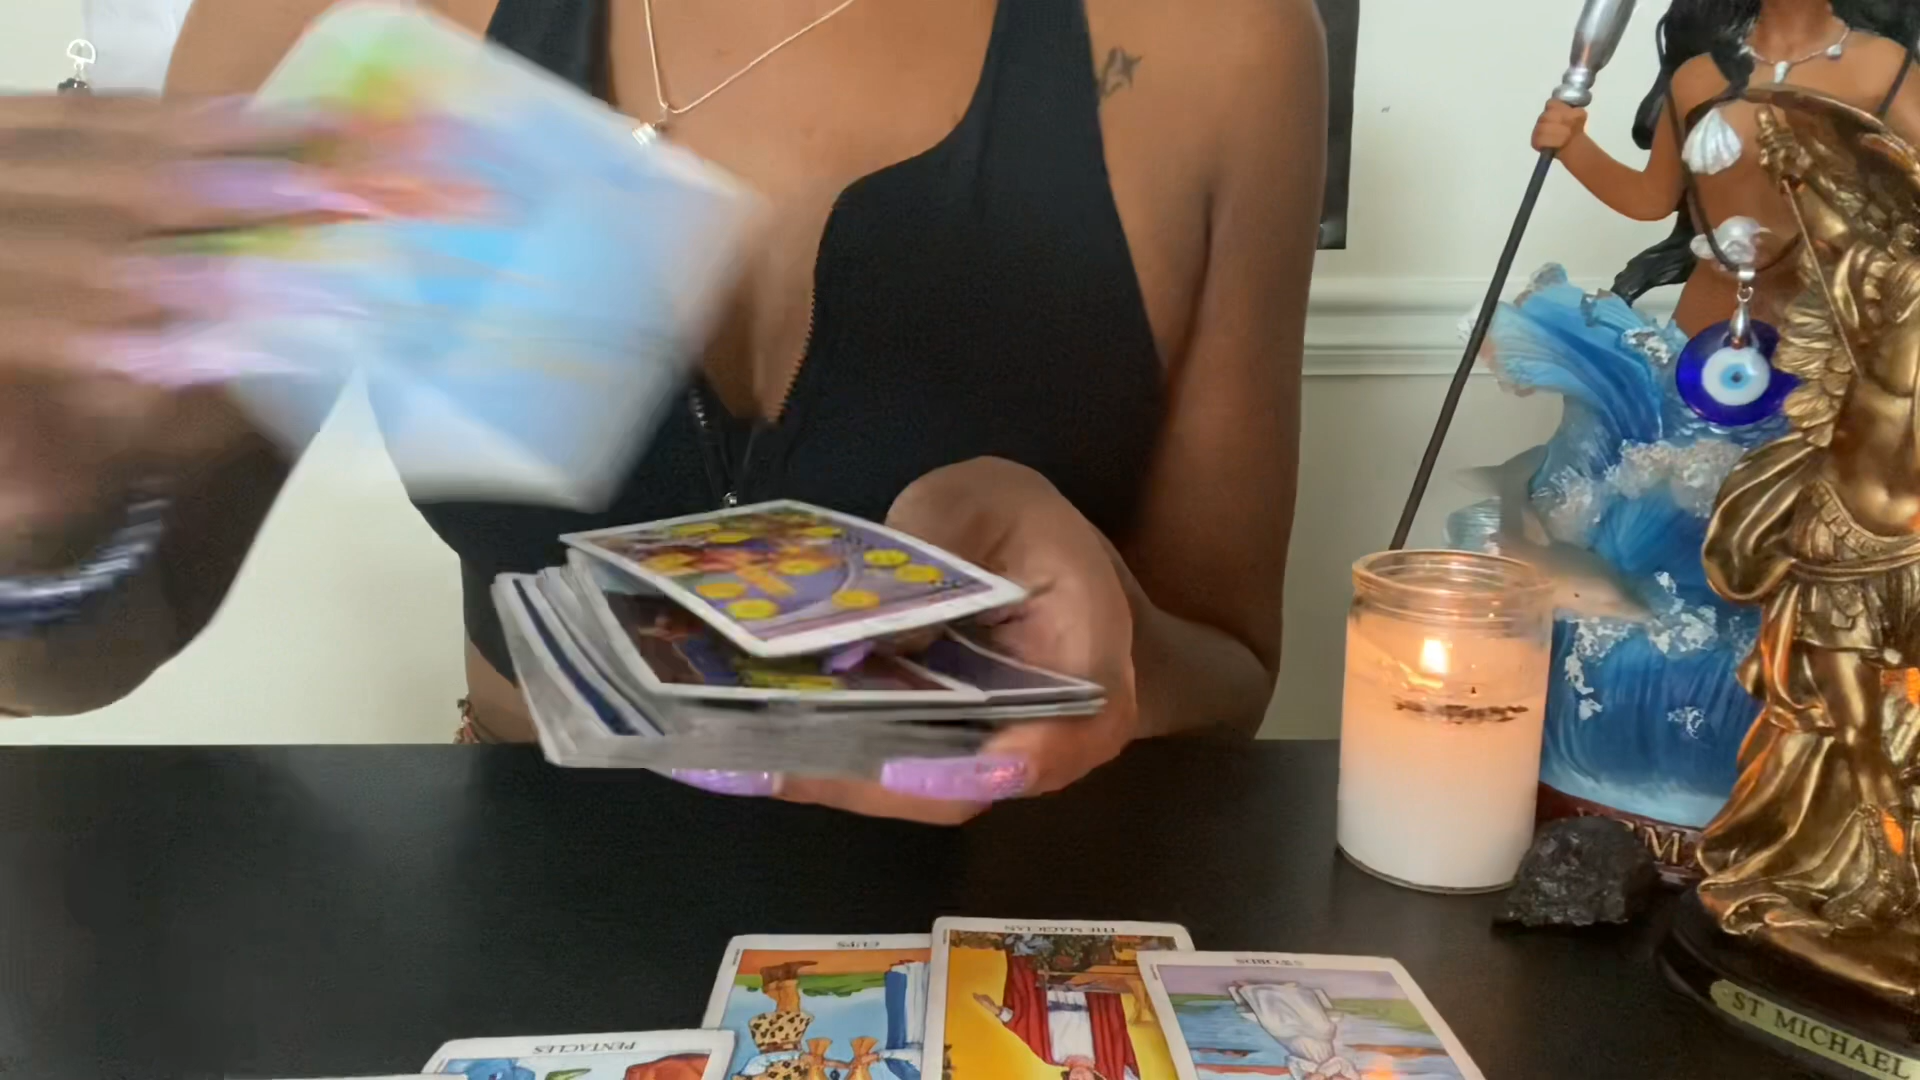 THE MAGICIAN
CUPS
SWORDS
PENTACLES
ST MICHAEL